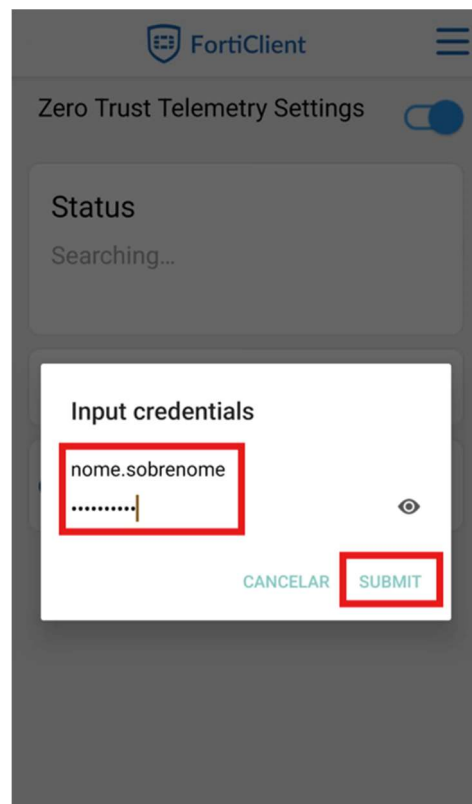 FortiClient
Zero Trust Telemetry Settings
Status
Searching...
Input credentials
nome.sobrenome
••••••••••
CANCELAR SUBMIT